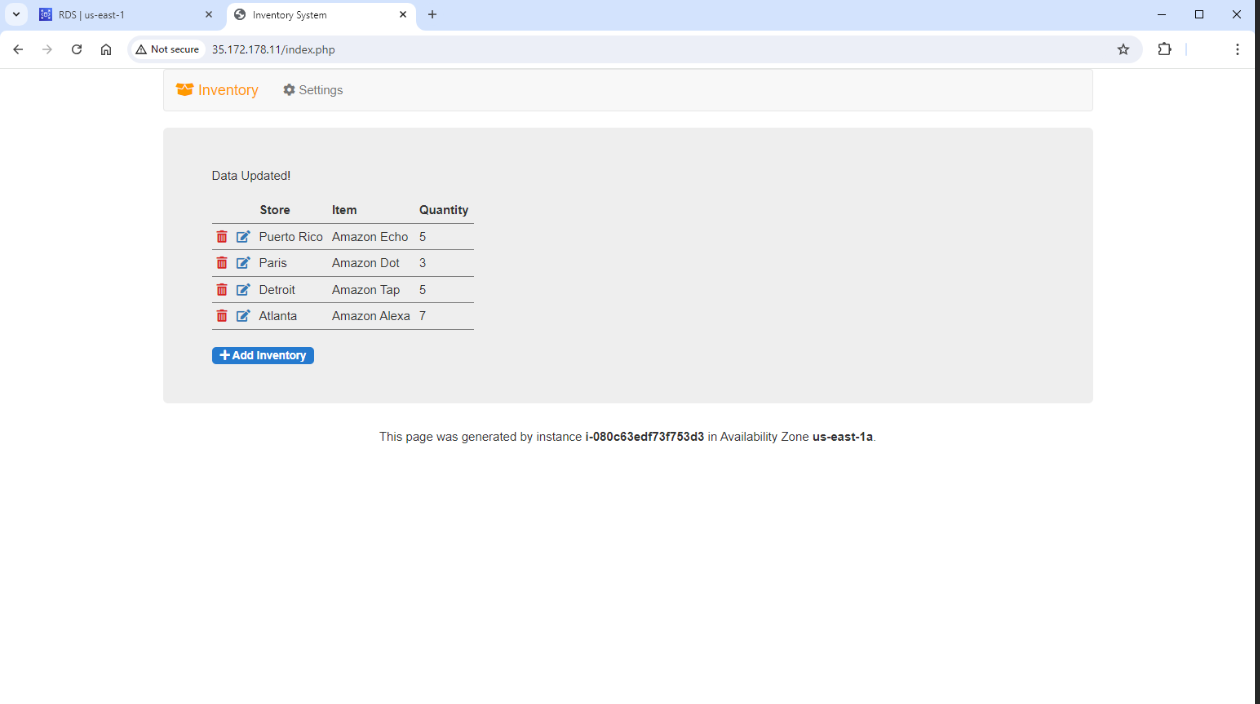 RDS | us-east-1
Inventory System
Not secure
35.172.178.11/index.php
Inventory
Settings
Data Updated!
Store Item Quantity
Puerto Rico Amazon Echo 5
Paris Amazon Dot 3
Detroit Amazon Tap 5
Atlanta Amazon Alexa 7
Add Inventory
This page was generated by instance i-080c63edf73f753d3 in Availability Zone us-east-1a.